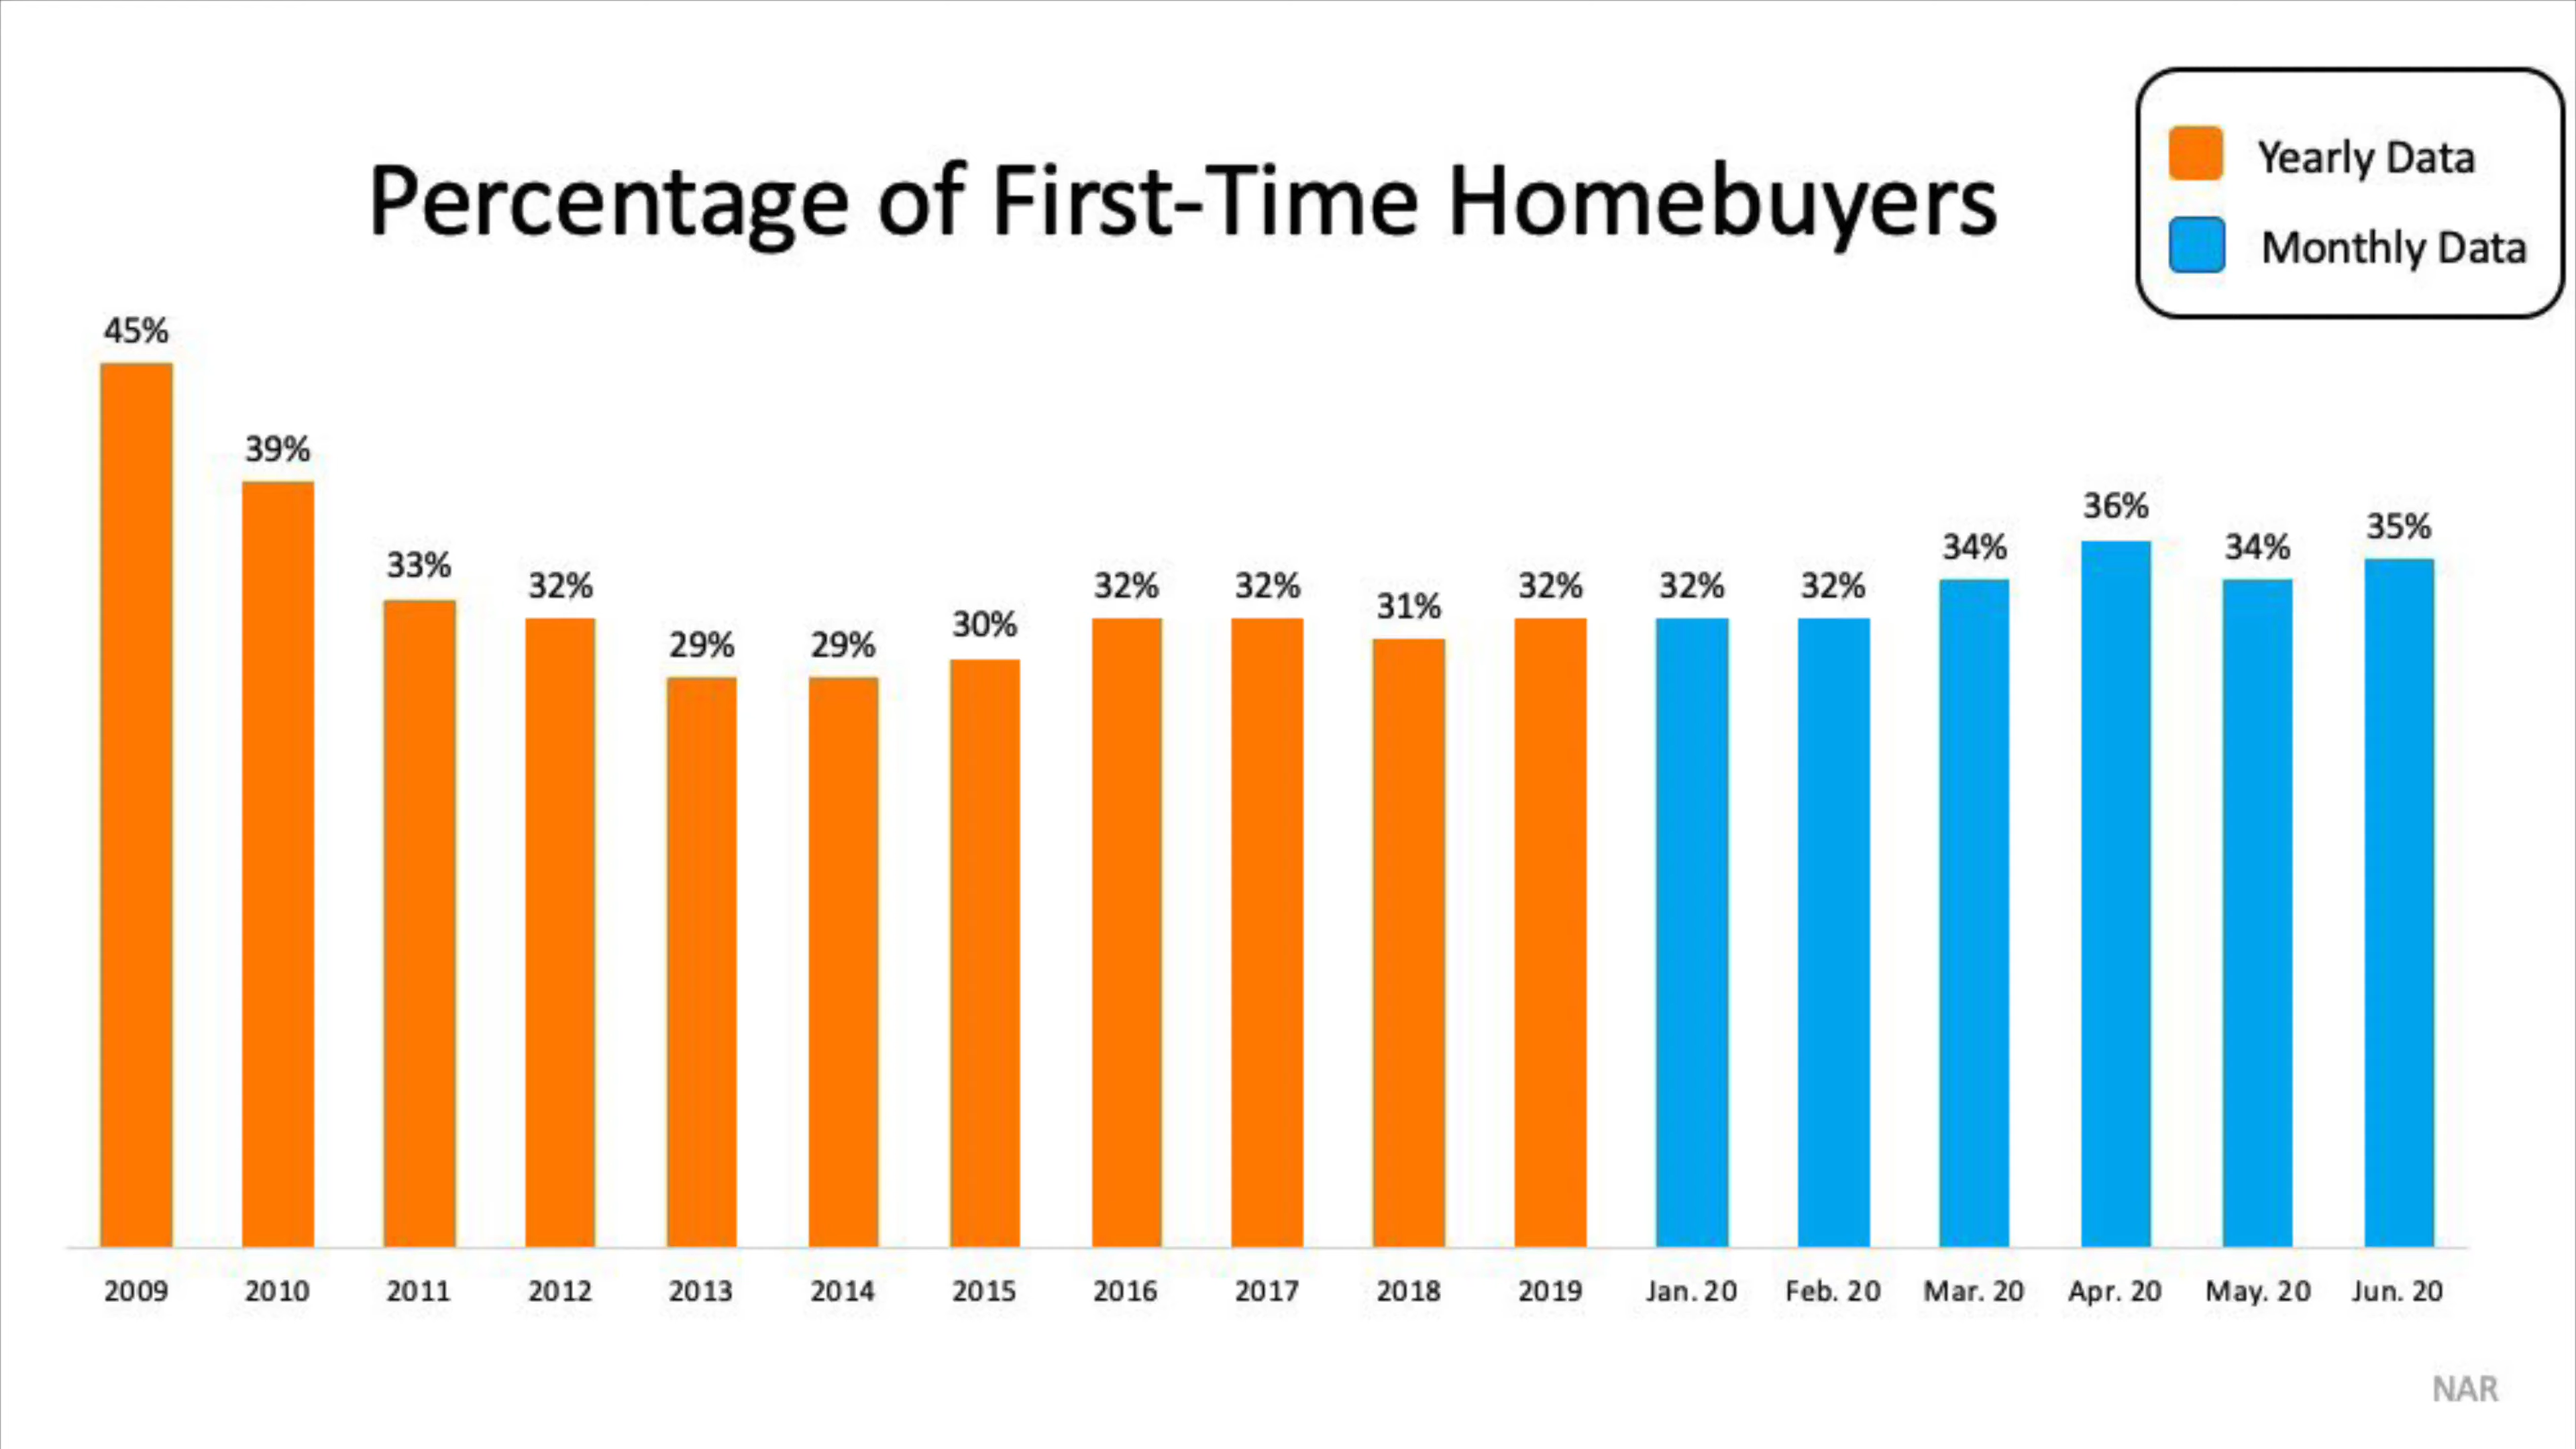 Percentage of First-Time Homebuyers
Yearly Data
Monthly Data
45%
39%
33%
32%
29%
29%
30%
32%
32%
31%
32%
32%
32%
34%
36%
34%
35%
2009
2010
2011
2012
2013
2014
2015
2016
2017
2018
2019
Jan. 20
Feb. 20
Mar. 20
Apr. 20
May. 20
Jun. 20
NAR